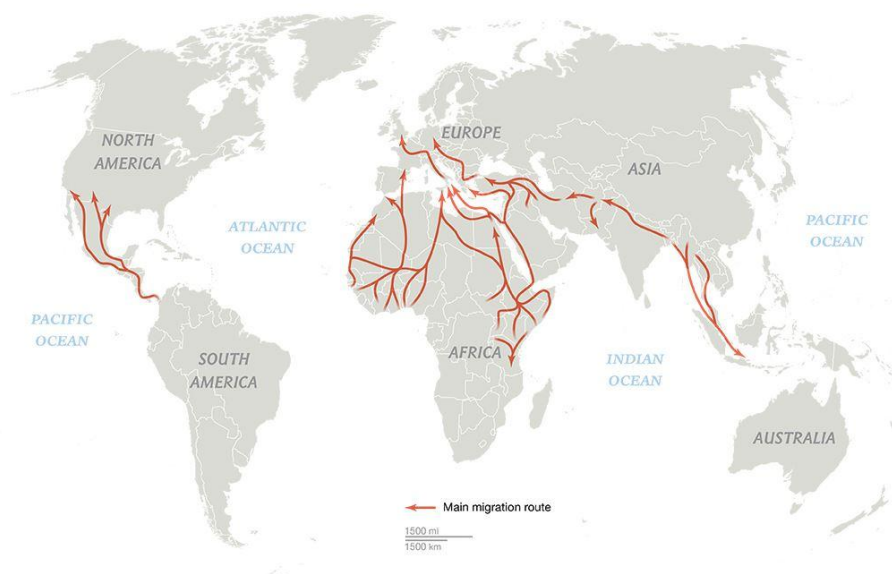 NORTH
AMERICA
EUROPE
ASIA
ATLANTIC
OCEAN
PACIFIC
OCEAN
PACIFIC
OCEAN
SOUTH
AMERICA
AFRICA
INDIAN
OCEAN
AUSTRALIA
Main migration route
1500 mi
1500 km